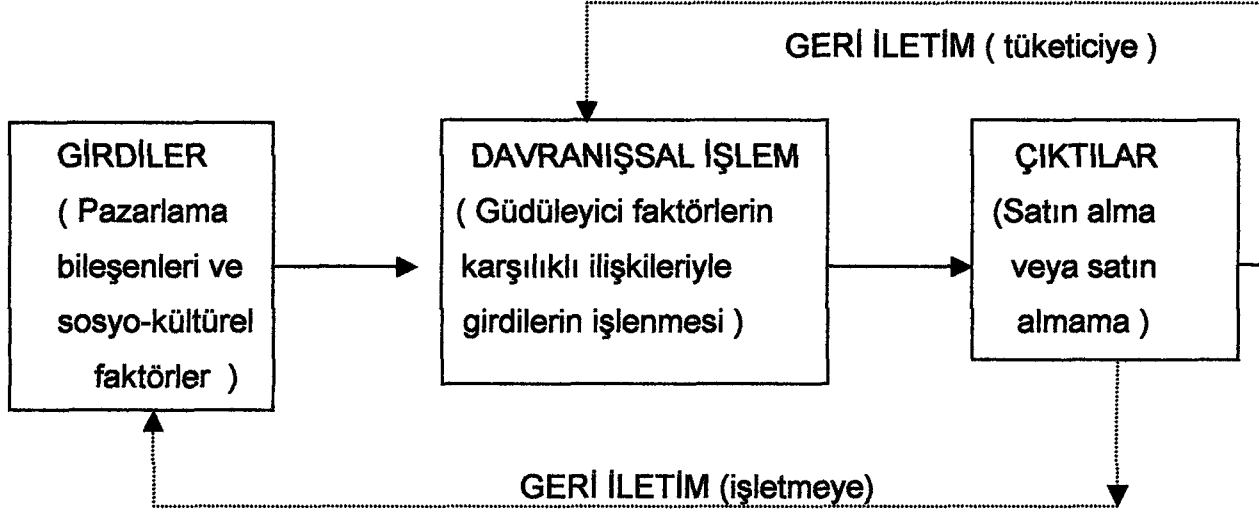 GERİ İLETİM ( tüketiciye )
GİRDİLER
( Pazarlama
bileşenleri ve
sosyo-kültürel
faktörler )
DAVRANIŞSAL İŞLEM
( Güdüleyici faktörlerin
karşılıklı ilişkileriyle
girdilerin işlenmesi )
ÇIKTILAR
(Satın alma
veya satın
almama )
GERİ İLETİM (işletmeye)